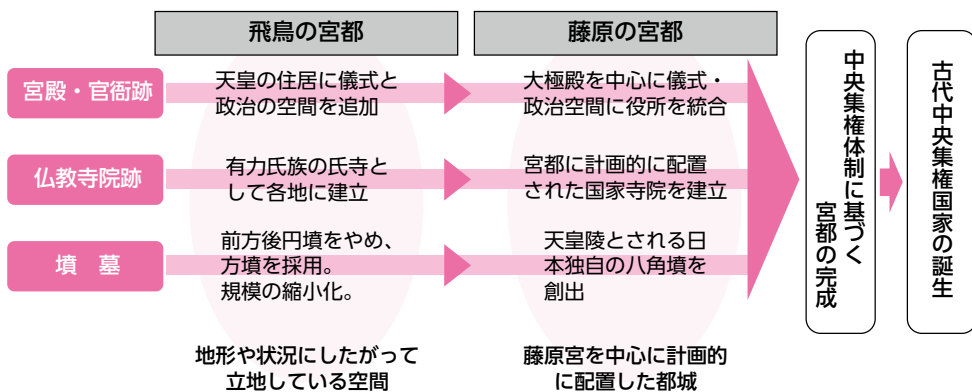 飛鳥の宮都
藤原の宮都
宮殿・官衙跡
天皇の住居に儀式と
政治の空間を追加
大極殿を中心に儀式・
政治空間に役所を統合
仏教寺院跡
有力氏族の氏寺と
して各地に建立
宮都に計画的に配置
された国家寺院を建立
墳　墓
前方後円墳をやめ、
方墳を採用。
規模の縮小化。
天皇陵とされる日
本独自の八角墳を
創出
地形や状況にしたがって
立地している空間
藤原宮を中心に計画的
に配置した都城
中央集権体制に基づく
宮都の完成
古代中央集権国家の誕生